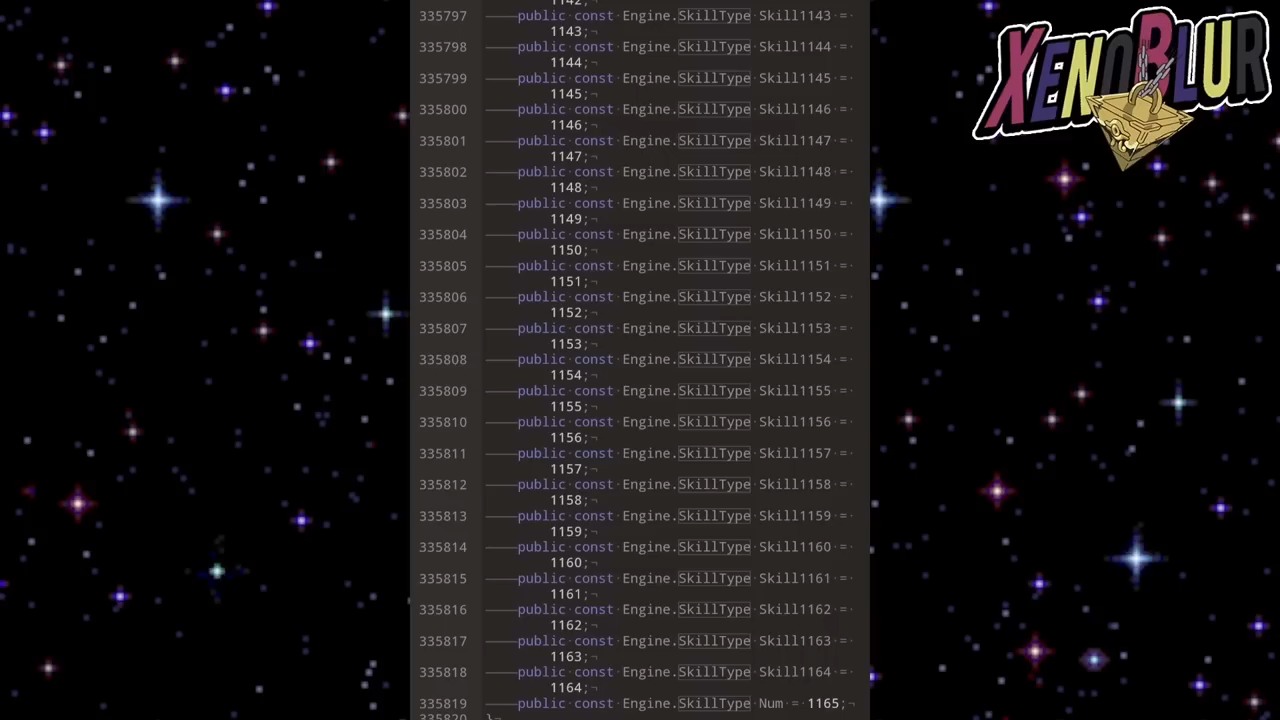 1142;
335797 public const Engine.SkillType Skill1143 =
1143;
335798 public const Engine.SkillType Skill1144 =
1144;
335799 public const Engine.SkillType Skill1145 =
1145;
335800 public const Engine.SkillType Skill1146 =
1146;
335801 public const Engine.SkillType Skill1147 =
1147;
335802 public const Engine.SkillType Skill1148 =
1148;
335803 public const Engine.SkillType Skill1149 =
1149;
335804 public const Engine.SkillType Skill1150 =
1150;
335805 public const Engine.SkillType Skill1151 =
1151;
335806 public const Engine.SkillType Skill1152 =
1152;
335807 public const Engine.SkillType Skill1153 =
1153;
335808 public const Engine.SkillType Skill1154 =
1154;
335809 public const Engine.SkillType Skill1155 =
1155;
335810 public const Engine.SkillType Skill1156 =
1156;
335811 public const Engine.SkillType Skill1157 =
1157;
335812 public const Engine.SkillType Skill1158 =
1158;
335813 public const Engine.SkillType Skill1159 =
1159;
335814 public const Engine.SkillType Skill1160 =
1160;
335815 public const Engine.SkillType Skill1161 =
1161;
335816 public const Engine.SkillType Skill1162 =
1162;
335817 public const Engine.SkillType Skill1163 =
1163;
335818 public const Engine.SkillType Skill1164 =
1164;
335819 public const Engine.SkillType Num = 1165;
335820 }
XENOBLUR